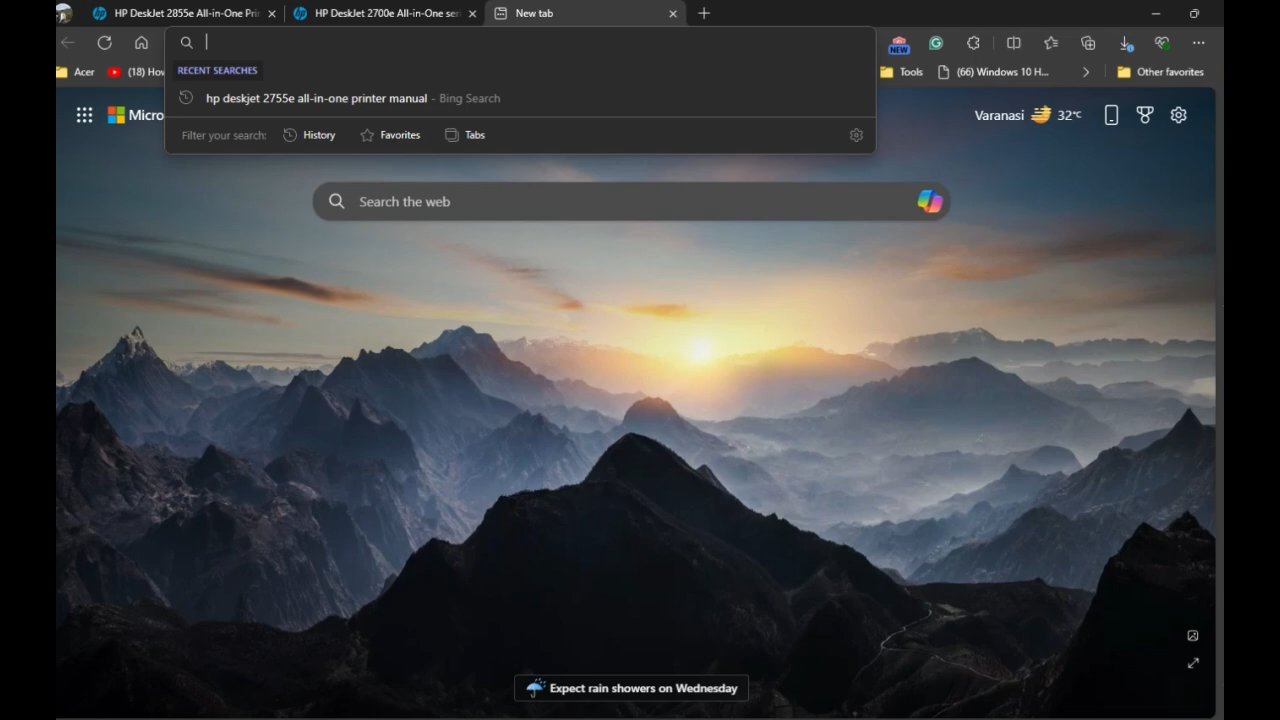 HP DeskJet 2855e All-in-One Prin
HP DeskJet 2700e All-in-One ser
New tab
NEW
RECENT SEARCHES
Acer
(18) Hov
Tools
(66) Windows 10 H...
Other favorites
hp deskjet 2755e all-in-one printer manual - Bing Search
Micro
Varanasi
32°C
Filter your search:
History
Favorites
Tabs
Search the web
Expect rain showers on Wednesday